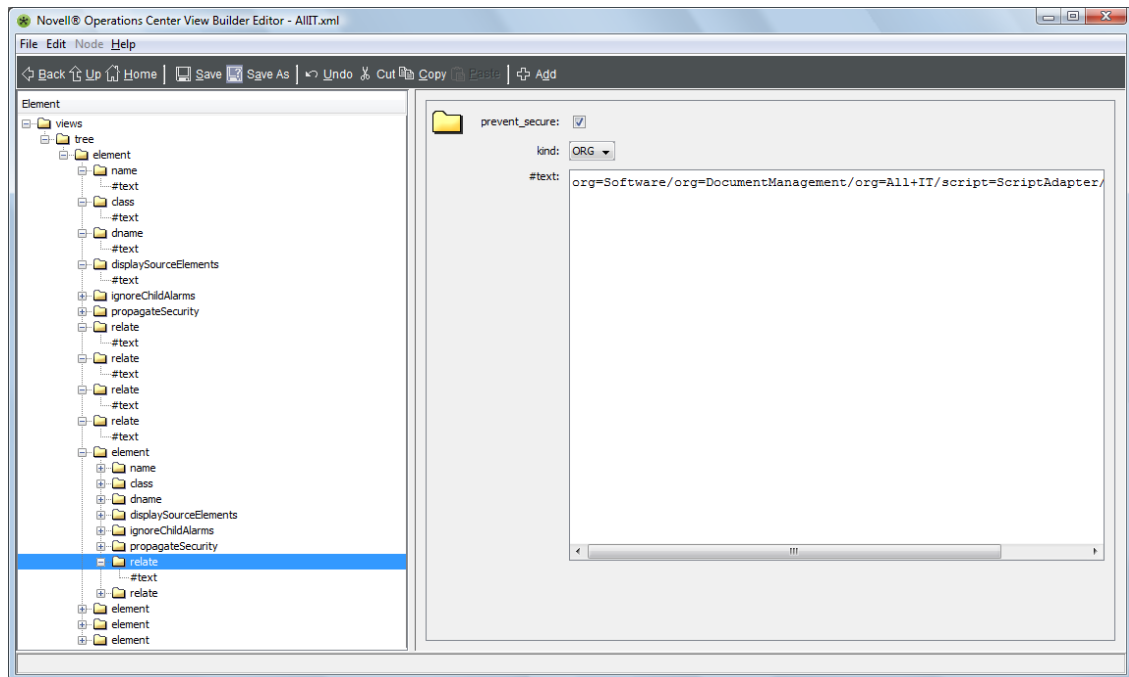 Novell® Operations Center View Builder Editor - AllIT.xml
File Edit Node Help
Back Up Home Save Save As Undo Cut Copy Paste Add
Element
views
tree
element
name
#text
class
#text
dname
#text
displaySourceElements
#text
ignoreChildAlarms
propagateSecurity
relate
#text
relate
#text
relate
#text
relate
#text
element
name
class
dname
displaySourceElements
ignoreChildAlarms
propagateSecurity
relate
#text
relate
element
element
element
prevent_secure:
kind: ORG
#text: org=Software/org=DocumentManagement/org=All+IT/script=ScriptAdapter/